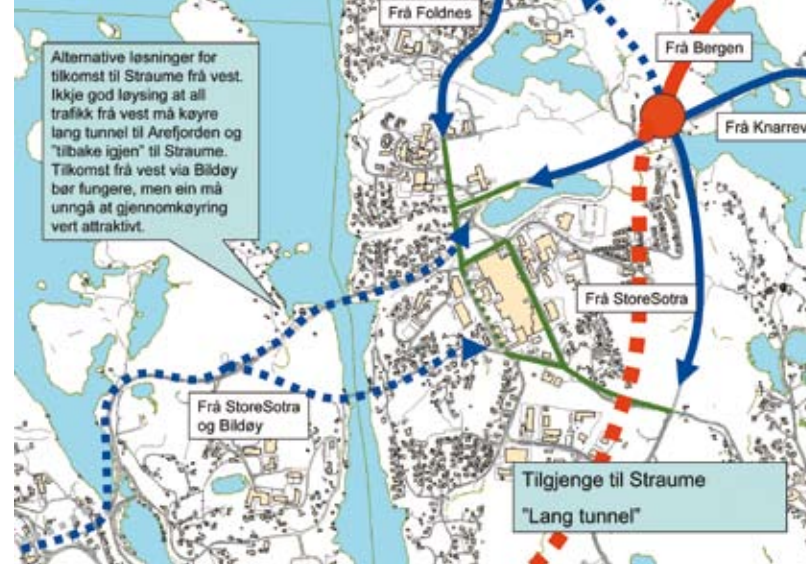 Frå Foldnes
Frå Bergen
Alternative løsninger for
tilkomst til Straume frå vest.
Ikkje god løysing at all
trafikk frå vest må køyre
lang tunnel til Arefjorden og
"tilbake igjen" til Straume.
Tilkomst frå vest via Bildøy
bør fungere, men ein må
unngå at gjennomkøyring
vert attraktivt.
Frå Knarrev
Frå StoreSotra
Frå StoreSotra
og Bildøy
Tilgjenge til Straume
"Lang tunnel"